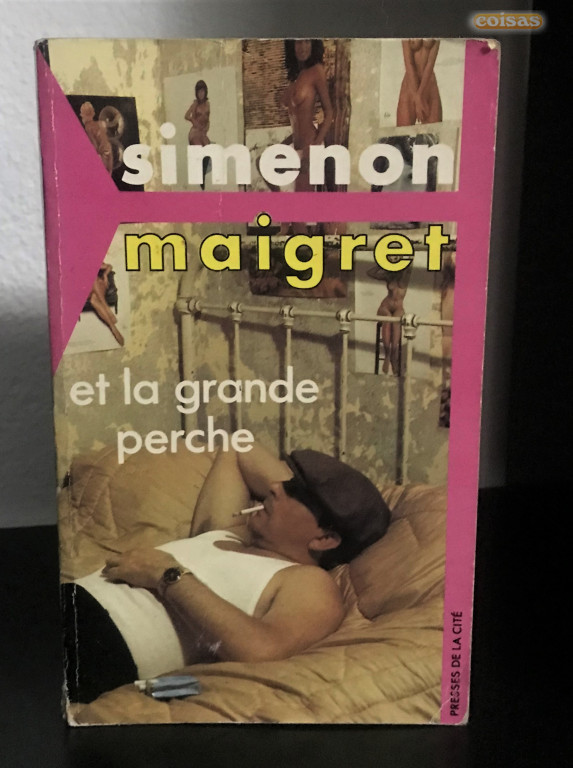 coisas
simenon
maigret
et la grande
perche
PRESSES DE LA CITÉ